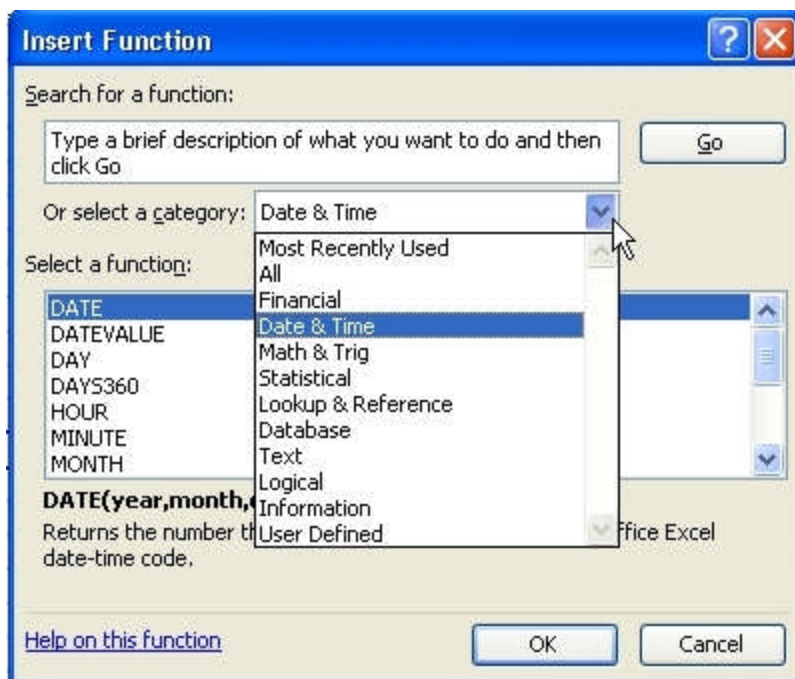 Insert Function
Search for a function:
Type a brief description of what you want to do and then
click Go
Go
Or select a category: Date & Time
Most Recently Used
All
Financial
Date & Time
Math & Trig
Statistical
Lookup & Reference
Database
Text
Logical
Information
User Defined
Select a function:
DATE
DATEVALUE
DAY
DAYS360
HOUR
MINUTE
MONTH
DATE(year,month,
Returns the number ffice Excel
date-time code.
Help on this function
OK
Cancel